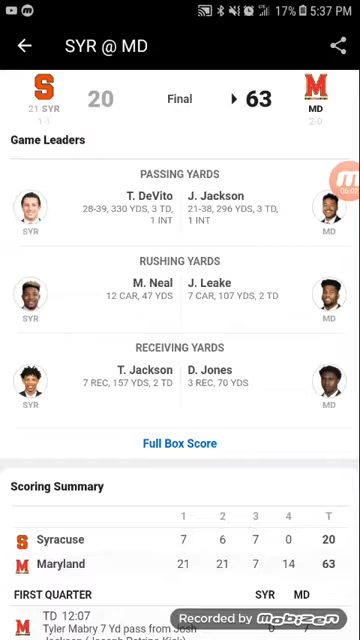 17% 5:37 PM
SYR @ MD
S M
21 SYR 20 Final 63 MD
1-1 2-0
Game Leaders
M
PASSING YARDS
T. DeVito J. Jackson
28-39, 330 YDS, 3 TD, 21-38, 296 YDS, 3 TD,
1 INT 1 INT
SYR MD
RUSHING YARDS
M. Neal J. Leake
12 CAR, 47 YDS 7 CAR, 107 YDS, 2 TD
SYR MD
RECEIVING YARDS
T. Jackson D. Jones
7 REC, 157 YDS, 2 TD 3 REC, 70 YDS
SYR MD
Full Box Score
Scoring Summary
1 2 3 4 T
S Syracuse 7 6 7 0 20
M Maryland 21 21 7 14 63
FIRST QUARTER SYR MD
TD 12:07
Tyler Mabry 7 Yd pass from Josh
Recorded by Mobizen